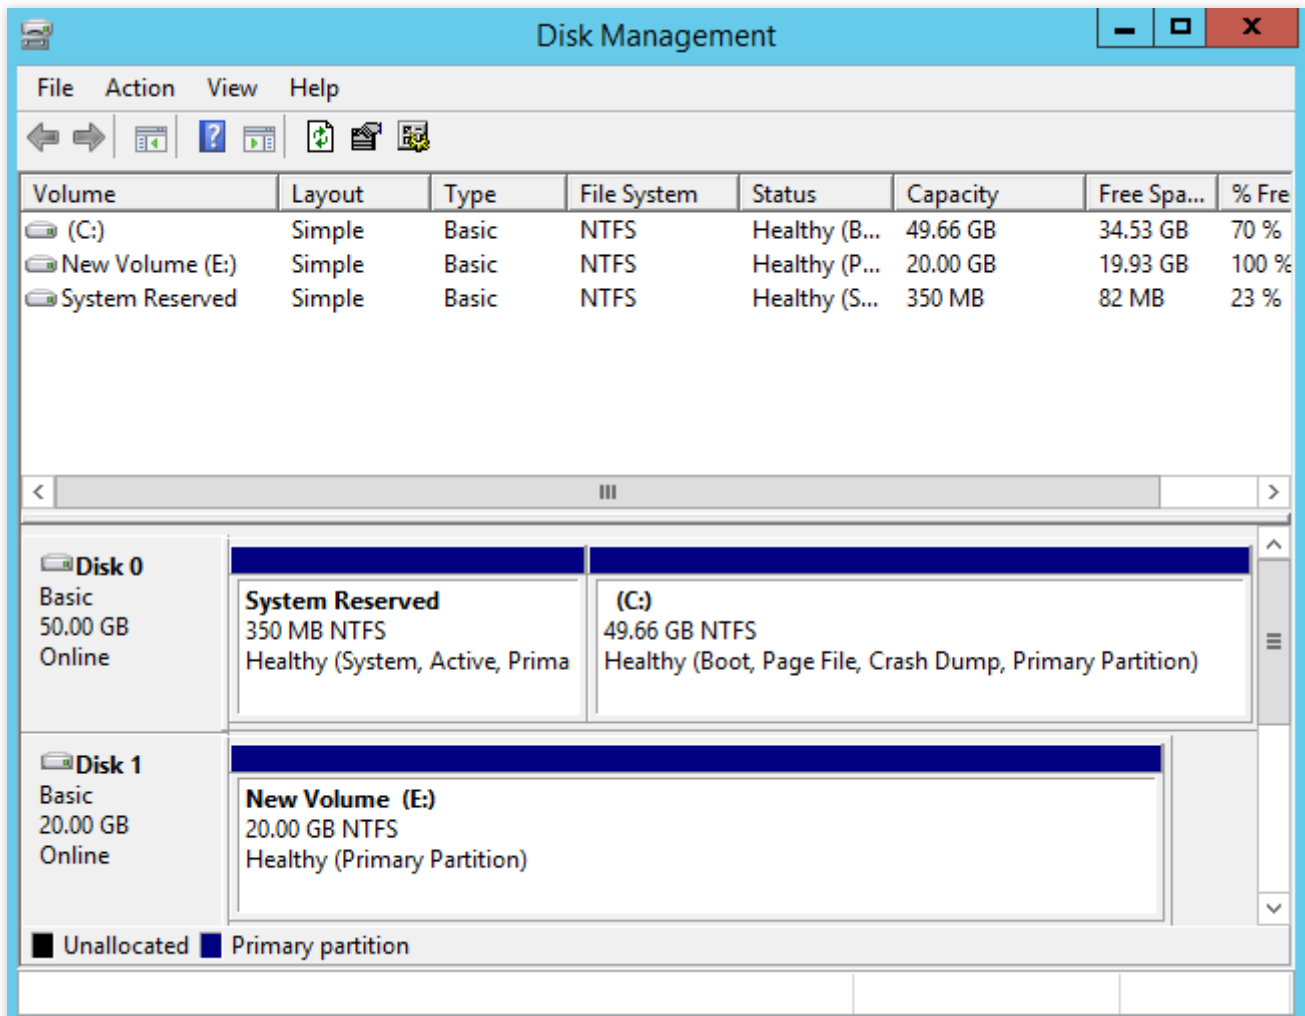 Disk Management
File Action View Help
Volume Layout Type File System Status Capacity Free Spa... % Fre
(C:) Simple Basic NTFS Healthy (B... 49.66 GB 34.53 GB 70 %
New Volume (E:) Simple Basic NTFS Healthy (P... 20.00 GB 19.93 GB 100 %
System Reserved Simple Basic NTFS Healthy (S... 350 MB 82 MB 23 %
Disk 0
Basic
50.00 GB
Online
System Reserved
350 MB NTFS
Healthy (System, Active, Prima
(C:)
49.66 GB NTFS
Healthy (Boot, Page File, Crash Dump, Primary Partition)
Disk 1
Basic
20.00 GB
Online
New Volume (E:)
20.00 GB NTFS
Healthy (Primary Partition)
Unallocated Primary partition